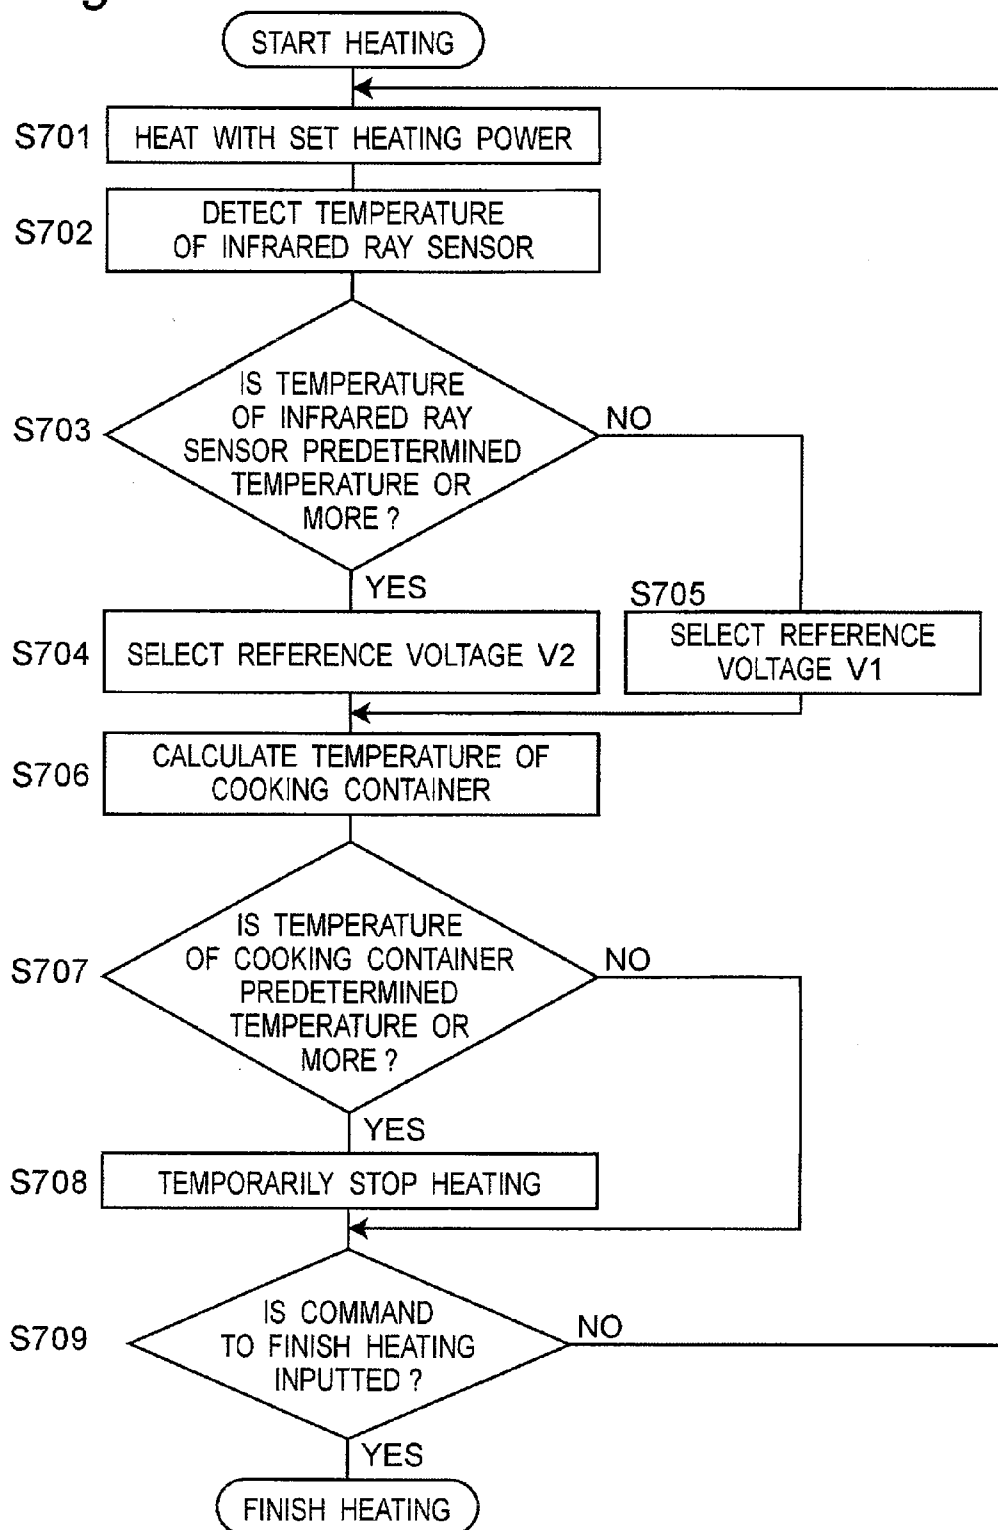 START HEATING
S701 HEAT WITH SET HEATING POWER
S702 DETECT TEMPERATURE
OF INFRARED RAY SENSOR
IS TEMPERATURE
OF INFRARED RAY
S703 SENSOR PREDETERMINED
TEMPERATURE OR
MORE ?
NO
YES
S704 SELECT REFERENCE VOLTAGE V2
S705
SELECT REFERENCE
VOLTAGE V1
S706 CALCULATE TEMPERATURE OF
COOKING CONTAINER
IS TEMPERATURE
S707 OF COOKING CONTAINER
PREDETERMINED
TEMPERATURE OR
MORE ?
NO
YES
S708 TEMPORARILY STOP HEATING
IS COMMAND
S709 TO FINISH HEATING
INPUTTED ?
NO
YES
FINISH HEATING